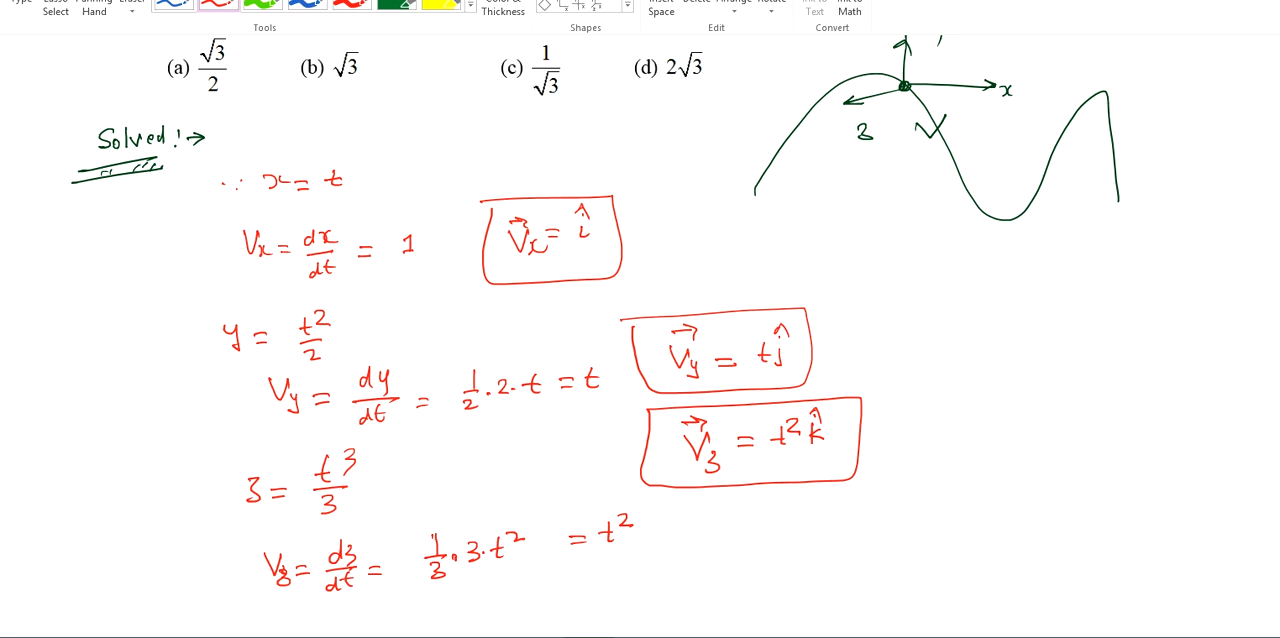 Select Hand Thickness Space Text Math
Tools Shapes Edit Convert
(a) √3/2 (b) √3 (c) 1/√3 (d) 2√3
x
z
Solved! →
∵ x = t
Vx = dx/dt = 1
V⃗x = î
y = t²/2
Vy = dy/dt = 1/2 · 2 · t = t
V⃗y = tĵ
V⃗z = t²k̂
z = t³/3
Vz = dz/dt = 1/3 · 3 · t² = t²